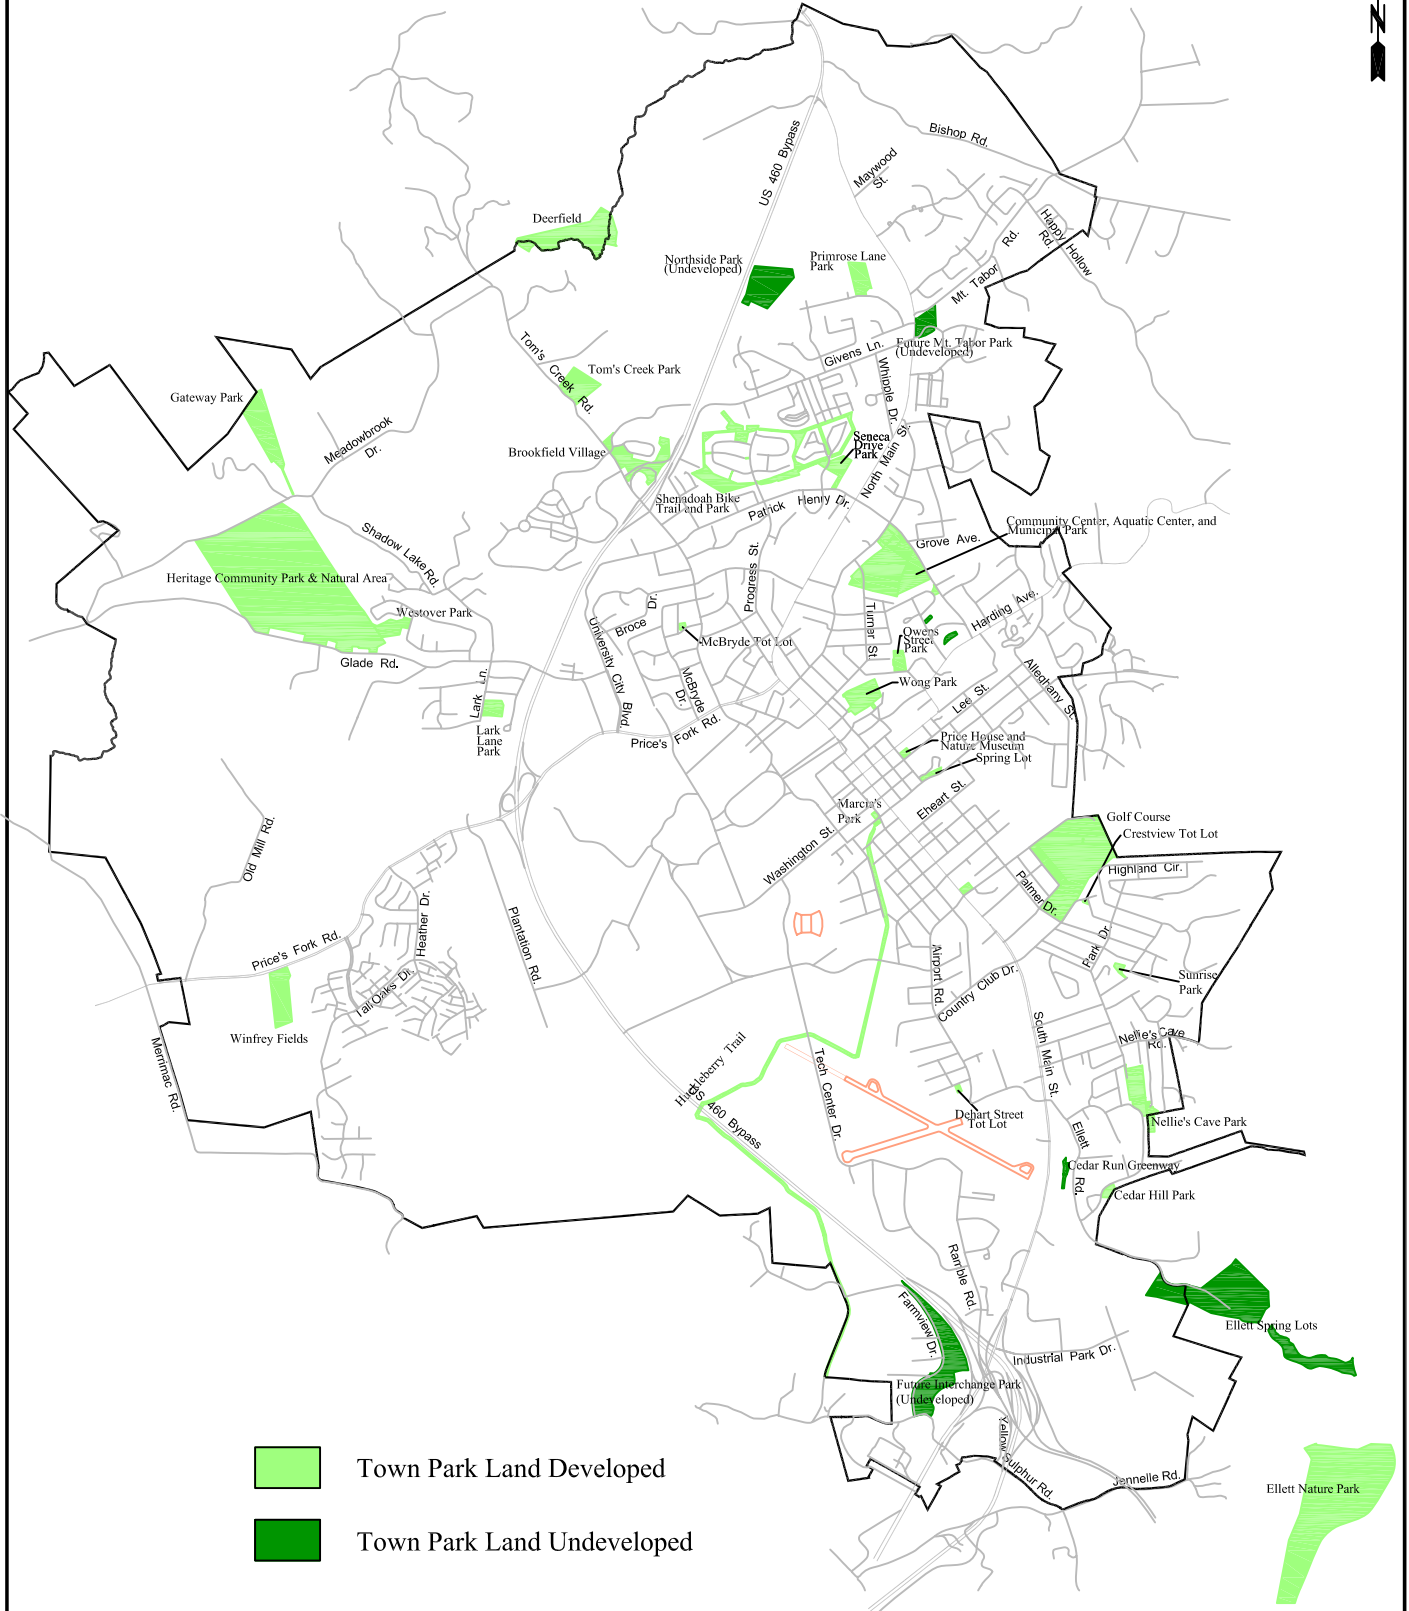 N
Bishop Rd.
US 460 Bypass
Maywood
St.
Happy Hollow
Rd.
Rd.
Mt. Tabor
Deerfield
Northside Park
(Undeveloped)
Primrose Lane
Park
Future Mt. Tabor Park
(Undeveloped)
Givens Ln.
Whipple Dr.
Tom's Creek Rd.
Tom's Creek Park
Gateway Park
Meadowbrook
Dr.
Brookfield Village
Seneca
Drive
Park
North Main St.
Shenadoah Bike
Trail and Park
Patrick Henry Dr.
Community Center, Aquatic Center, and
Municipal Park
Grove Ave.
Shadow Lake Rd.
Progress St.
Heritage Community Park & Natural Area
Westover Park
Harding Ave.
Broce Dr.
University City Blvd
McBryde Tot Lot
Turner St.
Owens
Street
Park
Glade Rd.
McBryde
Dr.
Alleghany St.
Wong Park
Lee St.
Lark Ln.
Lark
Lane
Park
Price's Fork Rd.
Price House and
Nature Museum
Spring Lot
Eheart St.
Marcia's
Park
Washington St.
Golf Course
Crestview Tot Lot
Highland Cir.
Palmer Dr.
Old Mill Rd.
Heather Dr.
Plantation Rd.
Price's Fork Rd.
Tall Oaks Dr.
Park Dr.
Airport Rd.
Country Club Dr.
Sunrise
Park
Winfrey Fields
Merrimac Rd.
Nellie's Cave
Rd.
South Main St.
Huckleberry Trail
US 460 Bypass
Tech Center Dr.
Dehart Street
Tot Lot
Nellie's Cave Park
Ellett Rd.
Cedar Run Greenway
Cedar Hill Park
Ramble Rd.
Farmview Dr.
Ellett Spring Lots
Industrial Park Dr.
Future Interchange Park
(Undeveloped)
Yellow Sulphur Rd.
Jennelle Rd.
Ellett Nature Park
Town Park Land Developed
Town Park Land Undeveloped